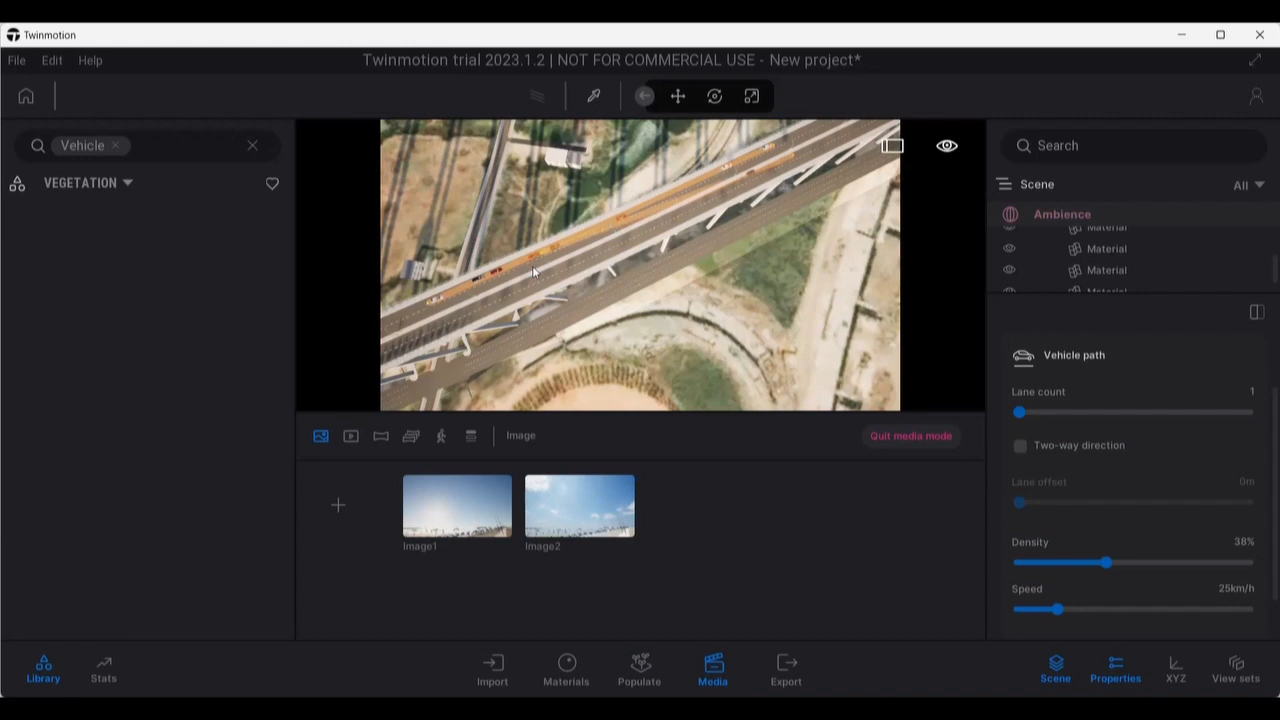 Twinmotion
File Edit Help
Twinmotion trial 2023.1.2 | NOT FOR COMMERCIAL USE - New project*
Vehicle
VEGETATION
Search
Scene
All
Ambience
Material
Material
Material
Material
Vehicle path
Lane count 1
Two-way direction
Lane offset 0m
Density 38%
Speed 25km/h
Image
Quit media mode
Image1
Image2
Library
Stats
Import
Materials
Populate
Media
Export
Scene
Properties
XYZ
View sets